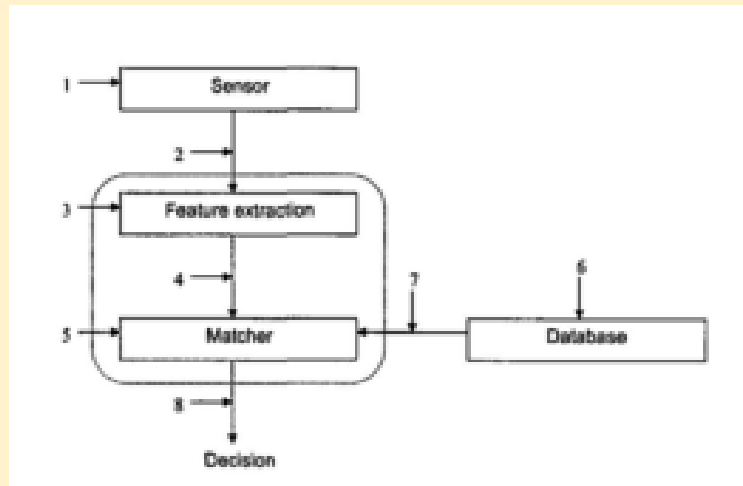 1
Sensor
2
3
Feature extraction
4
5
Matcher
7
6
Database
8
Decision